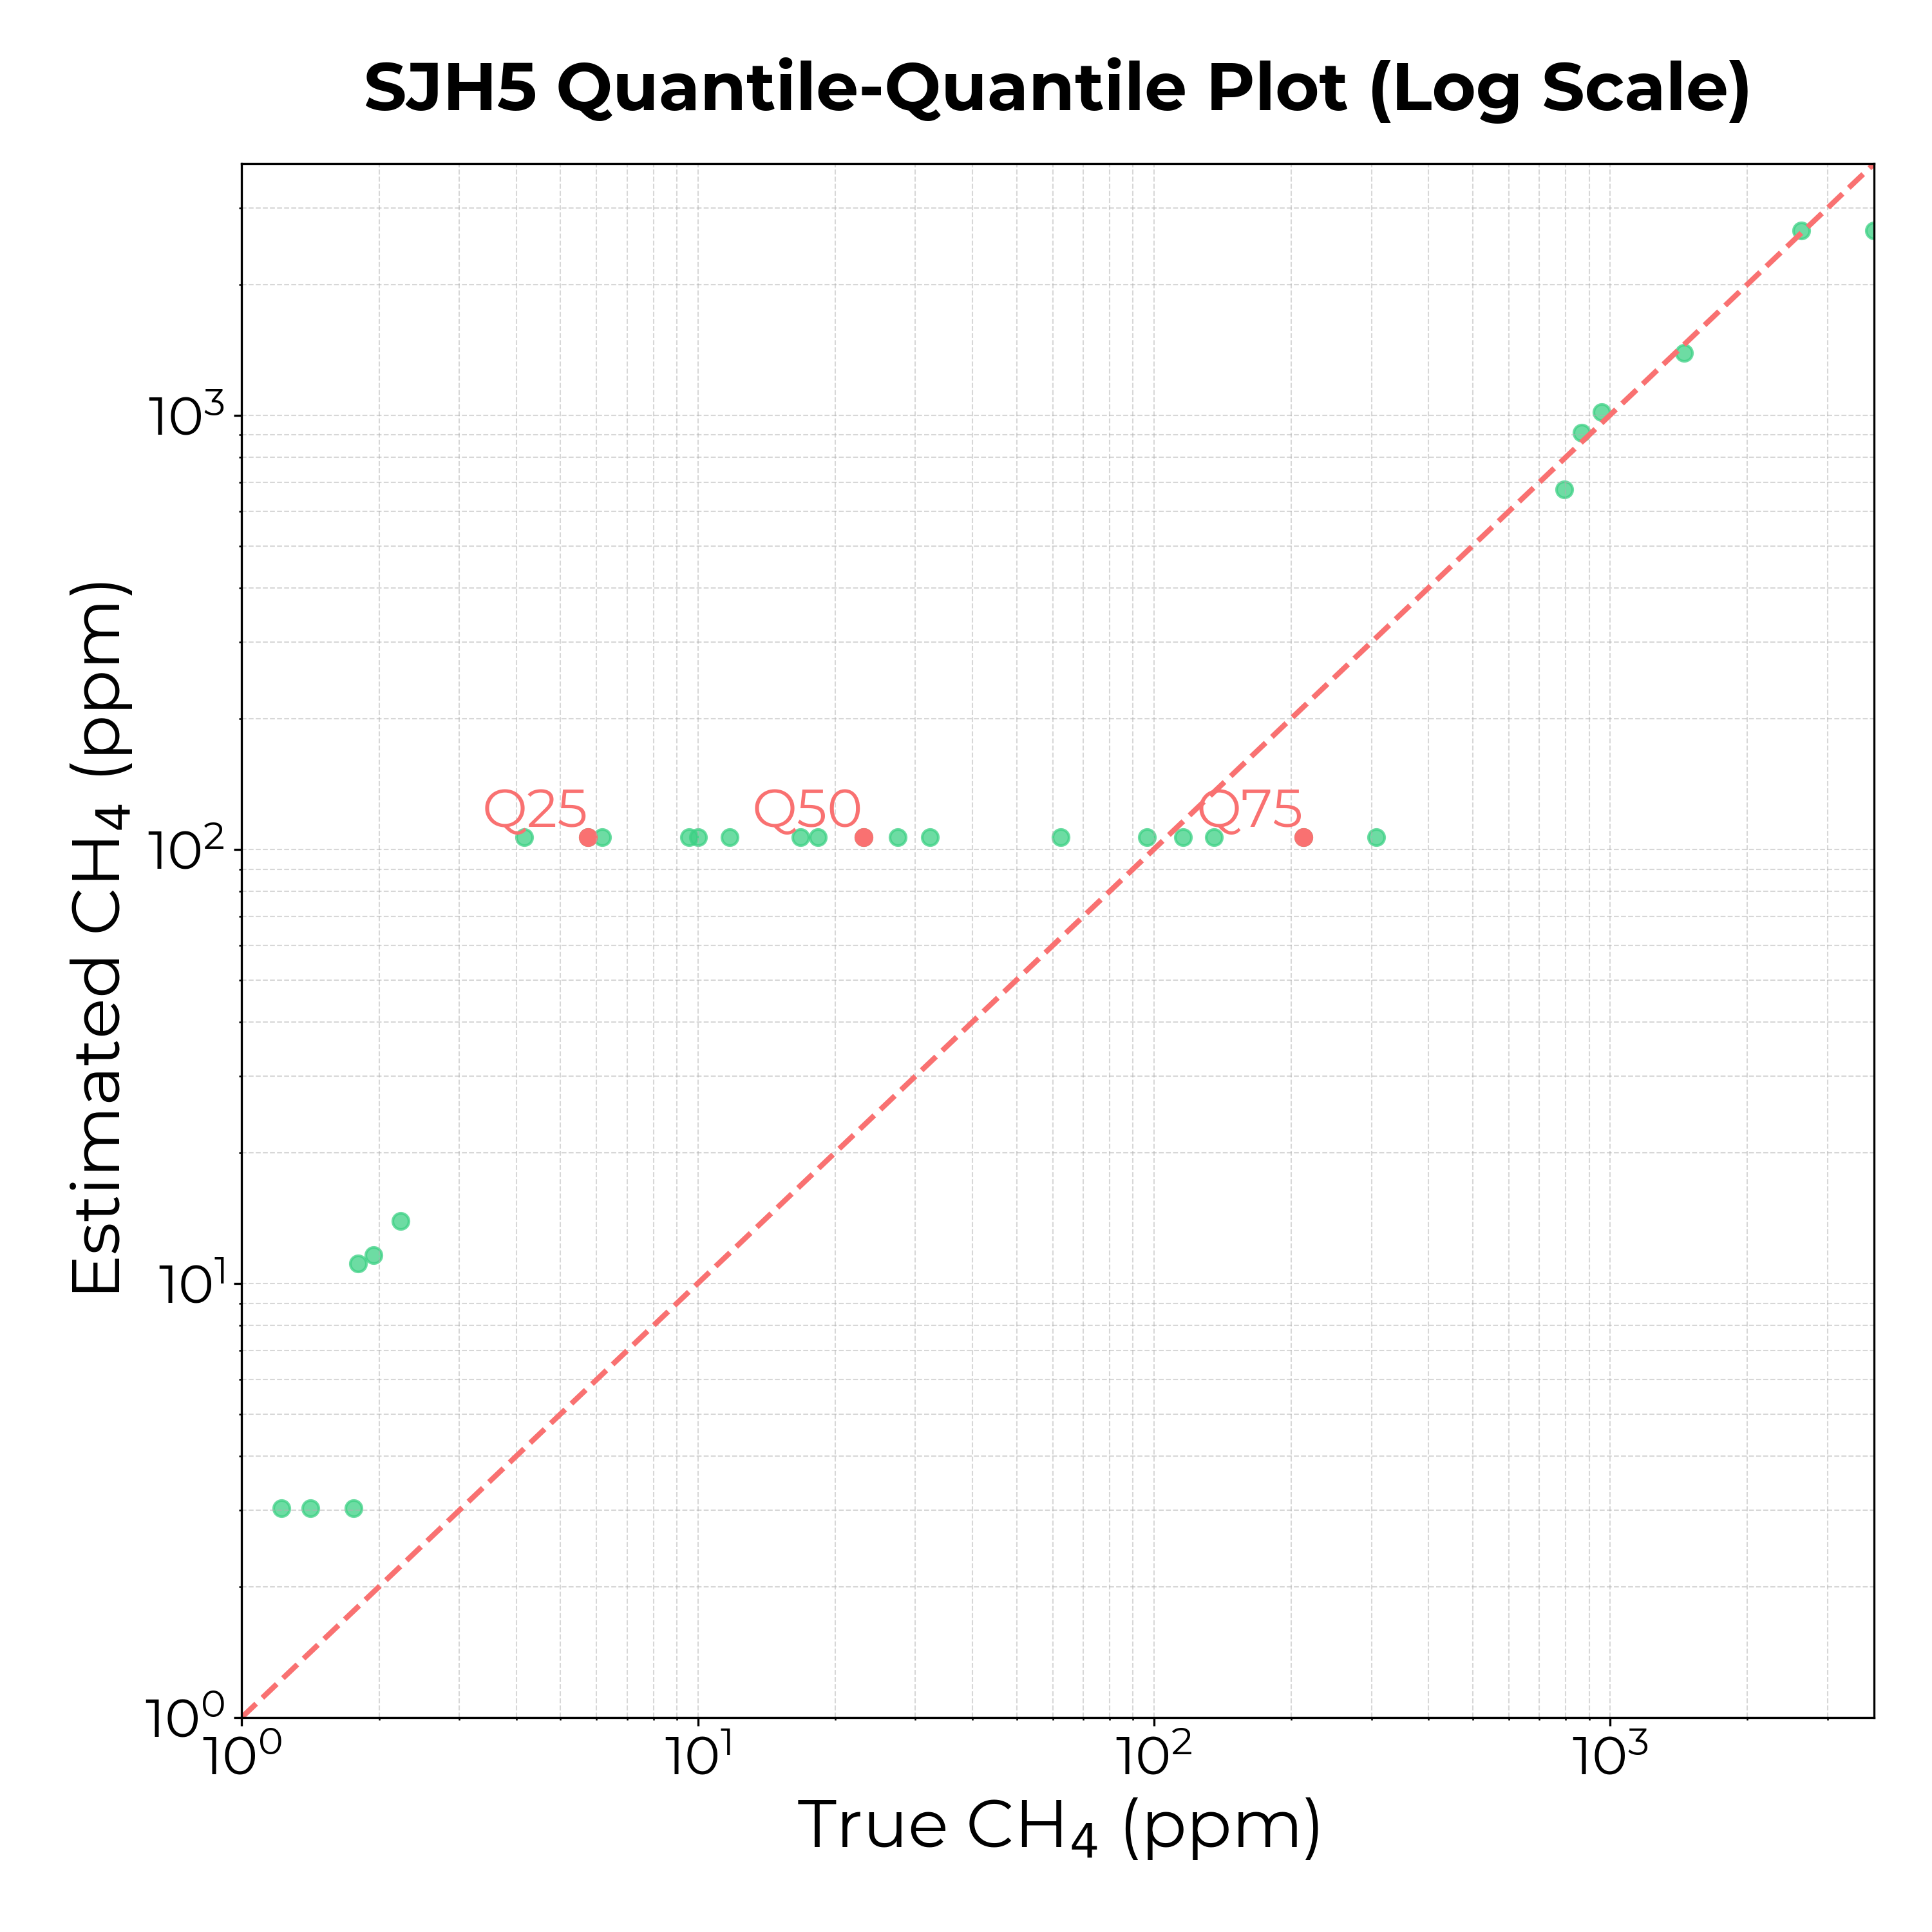 SJH5 Quantile-Quantile Plot (Log Scale)
Estimated CH₄ (ppm)
10³
10²
10¹
10⁰
Q25 Q50 Q75
10⁰ 10¹ 10² 10³
True CH₄ (ppm)